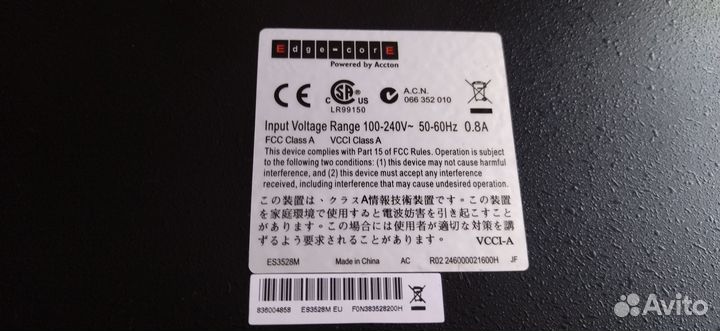 Edge-corE
Powered by Accton
CE
C SA US
LR99150
N
A.C.N.
066 352 010
Input Voltage Range 100-240V~ 50-60Hz 0.8A
FCC Class A VCCI Class A
This device complies with Part 15 of FCC Rules. Operation is subject
to the following two conditions: (1) this device may not cause harmful
interference, and (2) this device must accept any interference
received, including interference that may cause undesired operation.
この装置は、クラスA情報技術装置です。この装置
を家庭環境で使用すゐと電波妨害を引き起こすこと
があります。この場合には使用者が適切な対策を講
ずるよう要求されることがあります。 VCCI-A
ES3528M Made in China AC R02 246000021600H JF
836004858 ES3528M EU F0N383528200H
Avito